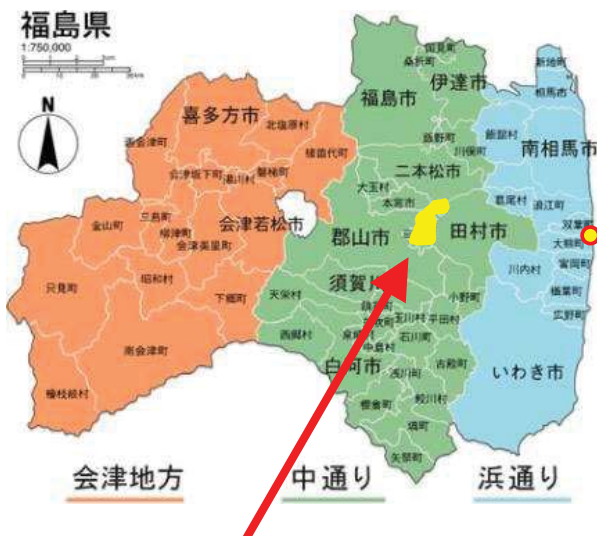 福島県
1:750,000
N
国見町
桑折町
伊達市
福島市
新地町
相馬市
喜多方市
北塩原村
飯野町
川俣町
飯舘村
南相馬市
西会津町
猪苗代町
二本松市
会津坂下町
湯川村
磐梯町
大玉村
本宮市
葛尾村
浪江町
金山町
三島町
柳津町
会津若松市
会津美里町
郡山市
三
田村市
双葉町
大熊町
富岡町
川内村
楢葉町
広野町
只見町
昭和村
下郷町
天栄村
須賀川
小野町
玉川村
平田村
西郷村
泉崎村
中島村
石川町
南会津町
白河市
浅川町
古殿町
いわき市
檜枝岐村
棚倉町
鮫川村
塙町
矢祭町
会津地方
中通り
浜通り